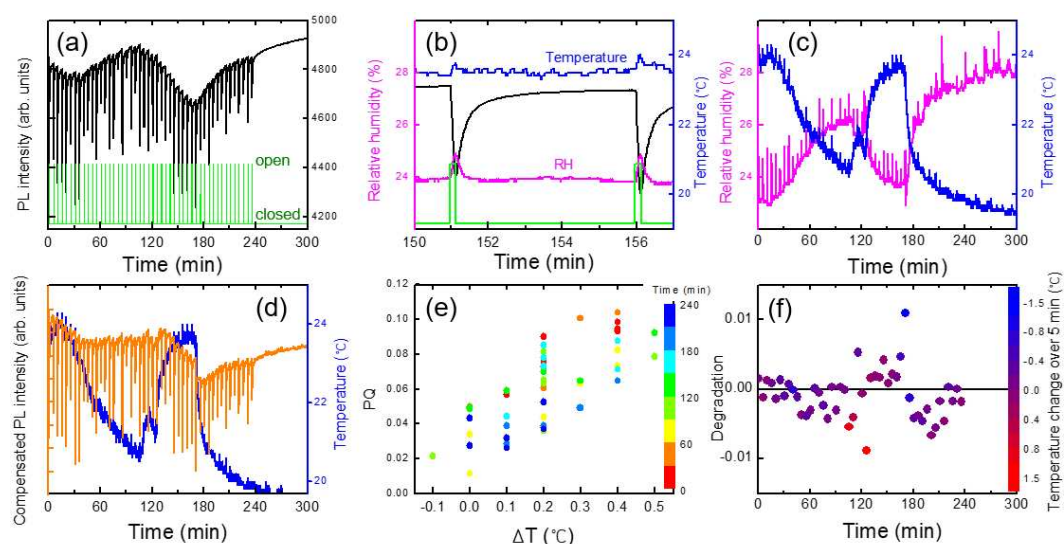 (a)
PL intensity (arb. units)
5000
4800
4600
4400
4200
open
closed
0 60 120 180 240 300
Time (min)
(b)
Relative humidity (%)
28
26
24
Temperature
RH
24
22
20
Temperature (°C)
150 152 154 156
Time (min)
(c)
Relative humidity (%)
28
26
24
24
22
20
Temperature (°C)
0 60 120 180 240 300
Time (min)
(d)
Compensated PL intensity (arb. units)
24
22
20
Temperature (°C)
0 60 120 180 240 300
Time (min)
(e)
PQ
0.12
0.10
0.08
0.06
0.04
0.02
0.00
-0.1 0.0 0.1 0.2 0.3 0.4 0.5
ΔT (°C)
Time (min)
240
180
120
60
0
(f)
Degradation
0.01
0.00
-0.01
0 60 120 180 240 300
Time (min)
-1.5
-0.8
-0.4
0
0.4
0.8
1.5
Temperature change over 5 min (°C)